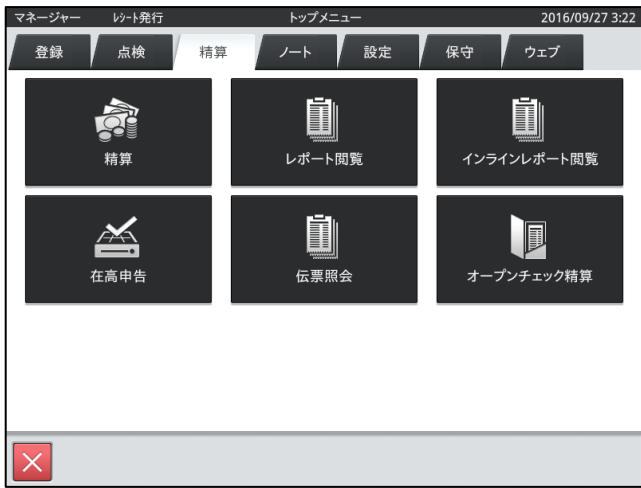 マネージャー ﾚｼｰﾄ発行 トップメニュー 2016/09/27 3:22
登録 点検 精算 ノート 設定 保守 ウェブ
精算 レポート閲覧 インラインレポート閲覧
在高申告 伝票照会 オープンチェック精算